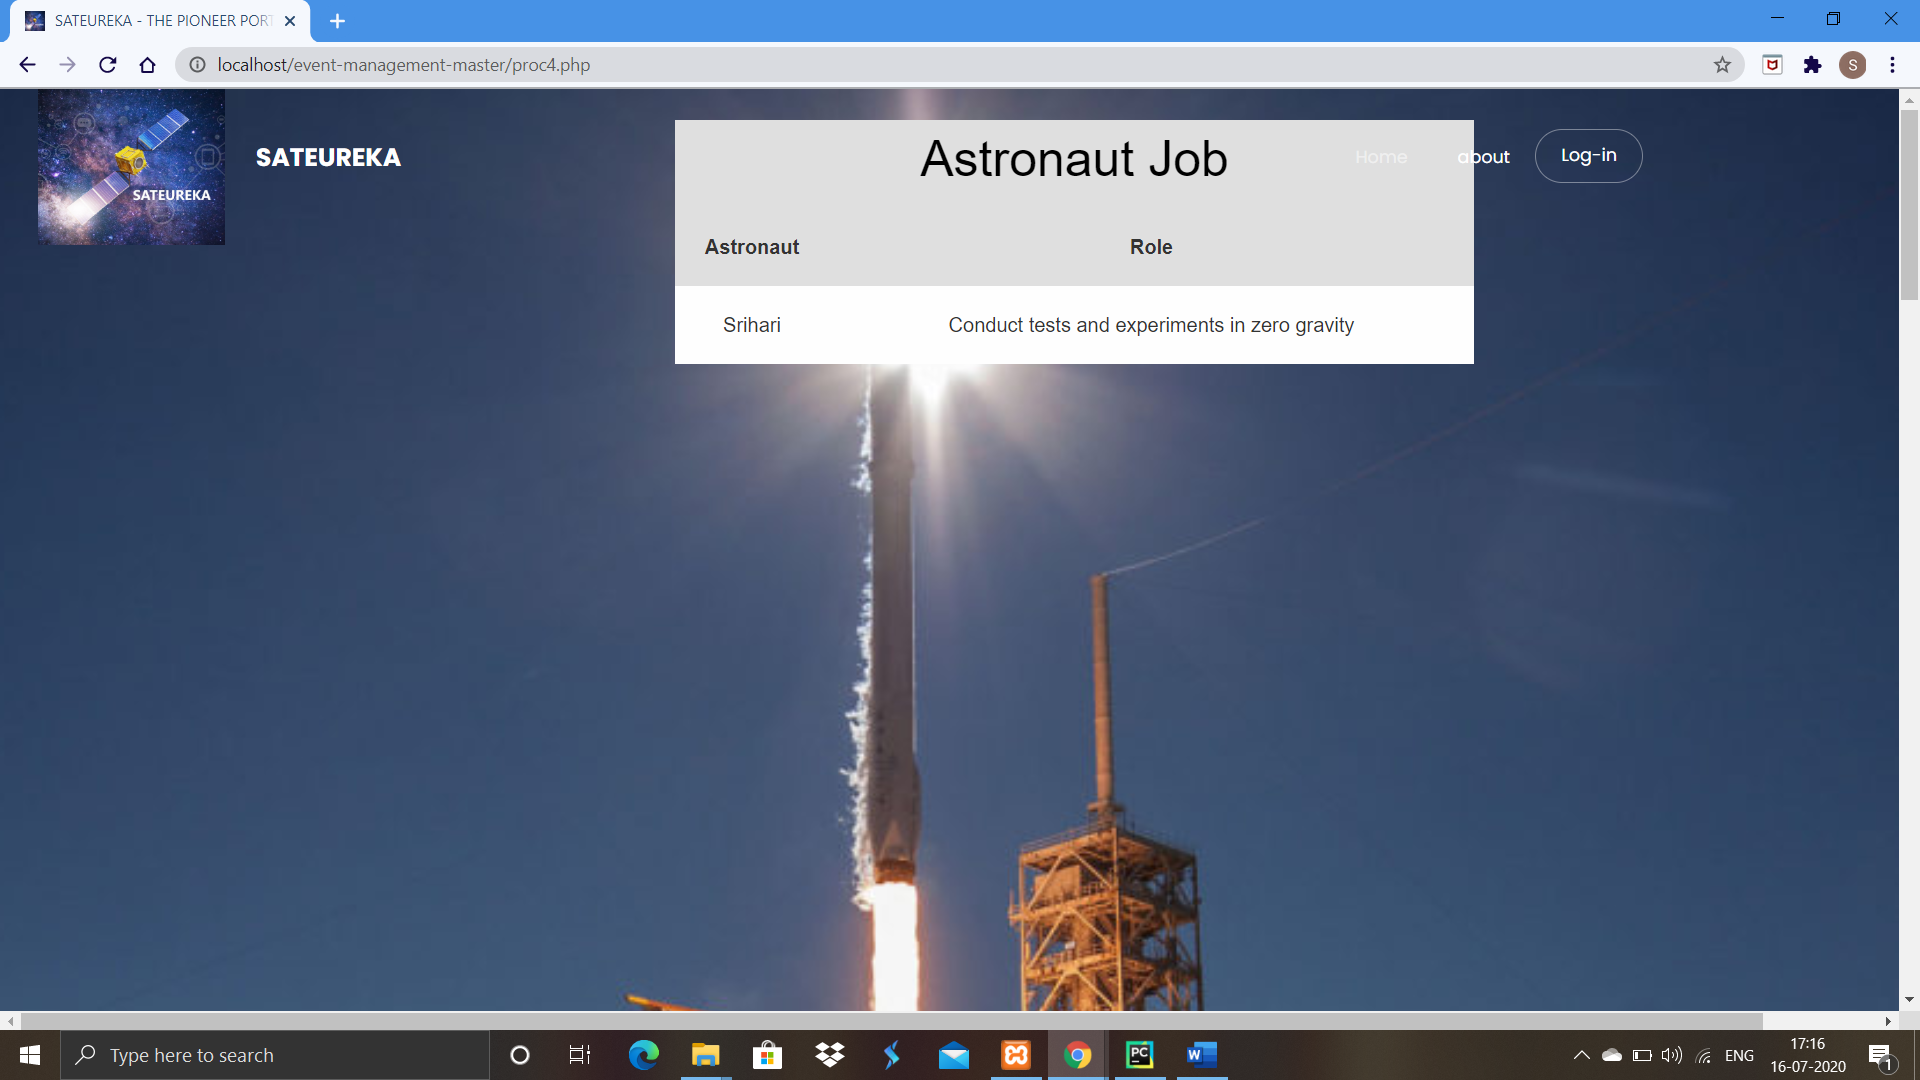 SATEUREKA - THE PIONEER PORT
localhost/event-management-master/proc4.php
S
SATEUREKA
SATEUREKA
Astronaut Job
Home
about
Log-in
Astronaut
Role
Srihari
Conduct tests and experiments in zero gravity
Type here to search
PC
W
ENG
17:16
16-07-2020
1